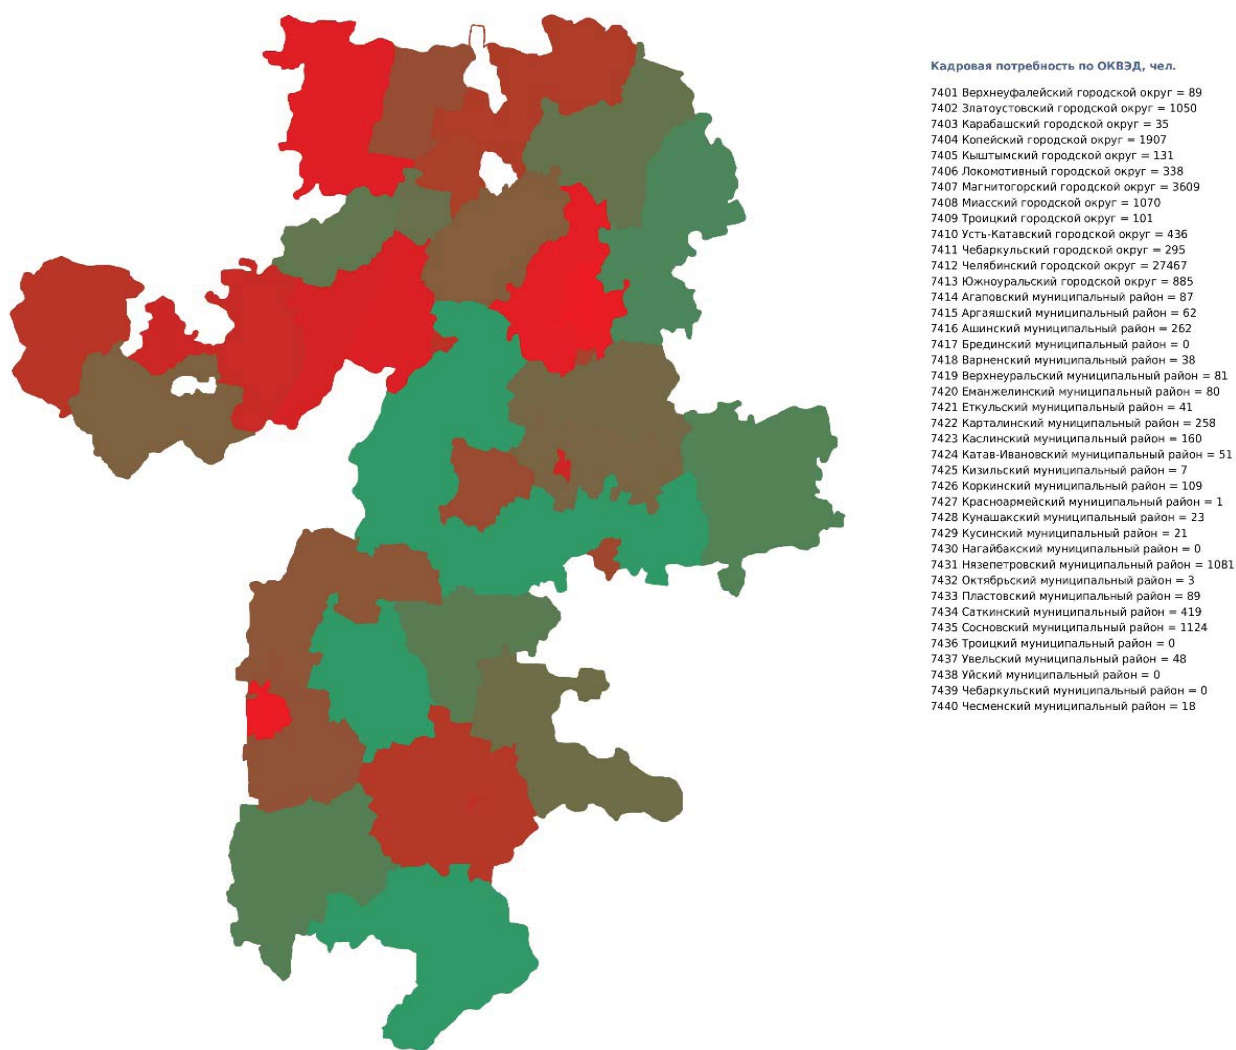 Кадровая потребность по ОКВЭД, чел.
7401 Верхнеуфалейский городской округ = 89
7402 Златоустовский городской округ = 1050
7403 Карабашский городской округ = 35
7404 Копейский городской округ = 1907
7405 Кыштымский городской округ = 131
7406 Локомотивный городской округ = 338
7407 Магнитогорский городской округ = 3609
7408 Миасский городской округ = 1070
7409 Троицкий городской округ = 101
7410 Усть-Катавский городской округ = 436
7411 Чебаркульский городской округ = 295
7412 Челябинский городской округ = 27467
7413 Южноуральский городской округ = 885
7414 Агаповский муниципальный район = 87
7415 Аргаяшский муниципальный район = 62
7416 Ашинский муниципальный район = 262
7417 Брединский муниципальный район = 0
7418 Варненский муниципальный район = 38
7419 Верхнеуральский муниципальный район = 81
7420 Еманжелинский муниципальный район = 80
7421 Еткульский муниципальный район = 41
7422 Карталинский муниципальный район = 258
7423 Каслинский муниципальный район = 160
7424 Катав-Ивановский муниципальный район = 51
7425 Кизильский муниципальный район = 7
7426 Коркинский муниципальный район = 109
7427 Красноармейский муниципальный район = 1
7428 Кунашакский муниципальный район = 23
7429 Кусинский муниципальный район = 21
7430 Нагайбакский муниципальный район = 0
7431 Нязепетровский муниципальный район = 1081
7432 Октябрьский муниципальный район = 3
7433 Пластовский муниципальный район = 89
7434 Саткинский муниципальный район = 419
7435 Сосновский муниципальный район = 1124
7436 Троицкий муниципальный район = 0
7437 Увельский муниципальный район = 48
7438 Уйский муниципальный район = 0
7439 Чебаркульский муниципальный район = 0
7440 Чесменский муниципальный район = 18